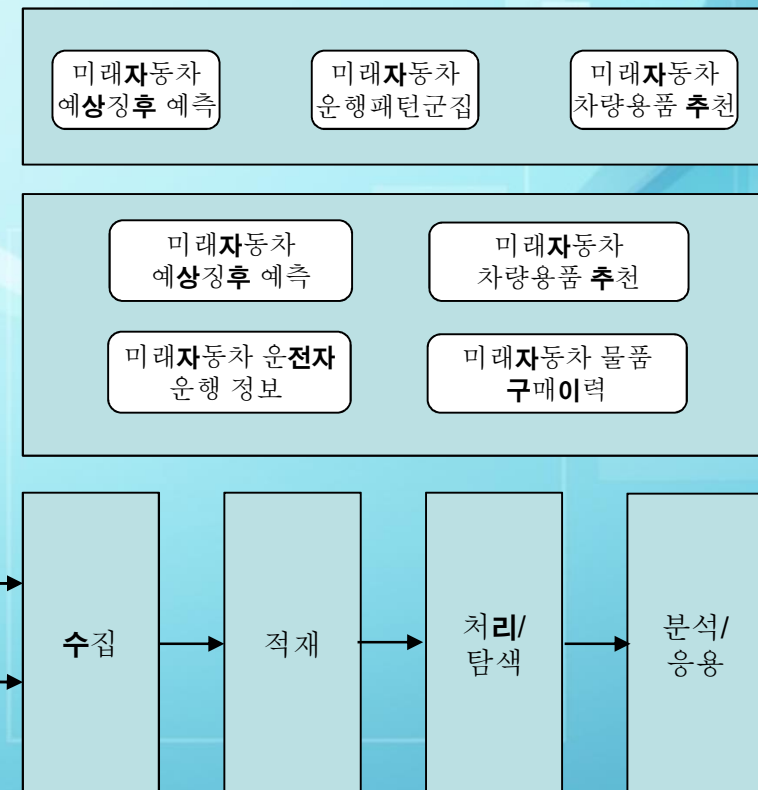 미래자동차
예상징후 예측
미래자동차
운행패턴군집
미래자동차
차량용품 추천
미래자동차
예상징후 예측
미래자동차
차량용품 추천
미래자동차 운전자
운행 정보
미래자동차 물품
구매이력
수집
적재
처리/
탐색
분석/
응용